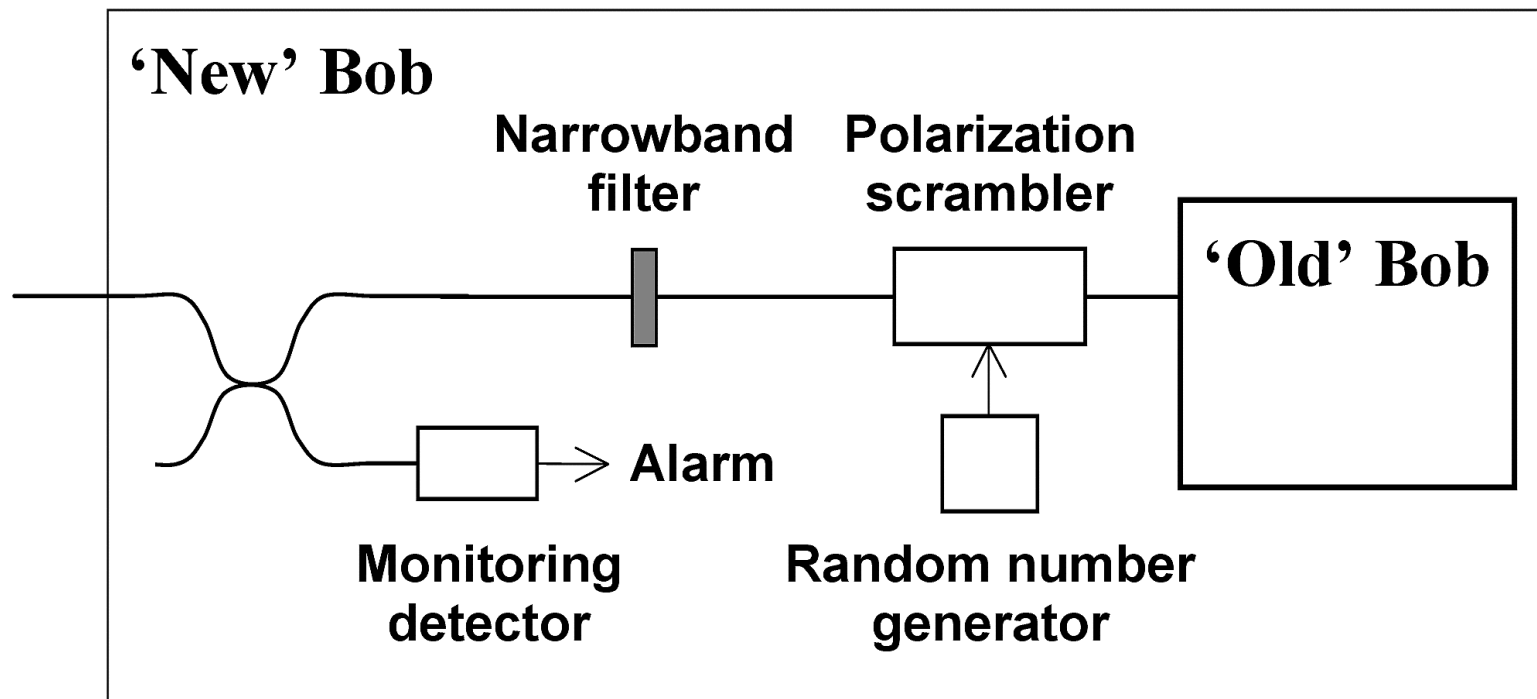 ‘New’ Bob
Narrowband
filter
Polarization
scrambler
‘Old’ Bob
Alarm
Monitoring
detector
Random number
generator